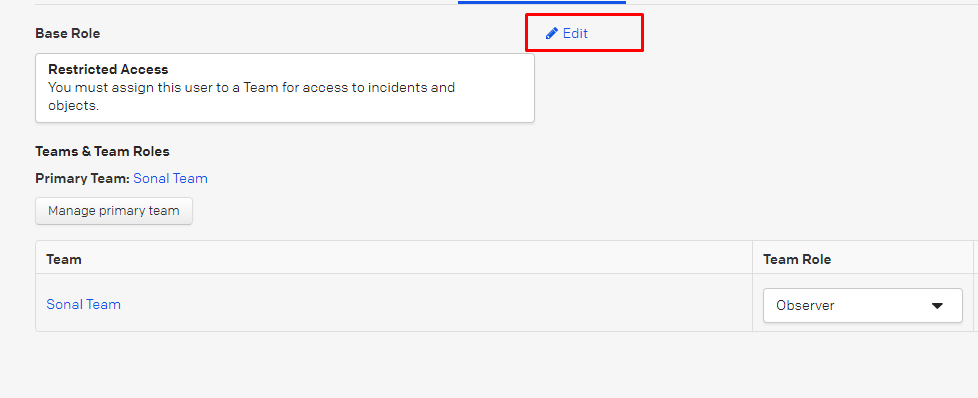 Base Role
Edit
Restricted Access
You must assign this user to a Team for access to incidents and
objects.
Teams & Team Roles
Primary Team: Sonal Team
Manage primary team
Team
Team Role
Sonal Team
Observer